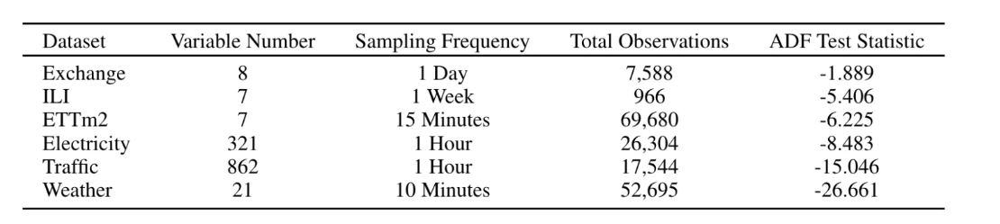 Dataset Variable Number Sampling Frequency Total Observations ADF Test Statistic
Exchange 8 1 Day 7,588 -1.889
ILI 7 1 Week 966 -5.406
ETTm2 7 15 Minutes 69,680 -6.225
Electricity 321 1 Hour 26,304 -8.483
Traffic 862 1 Hour 17,544 -15.046
Weather 21 10 Minutes 52,695 -26.661